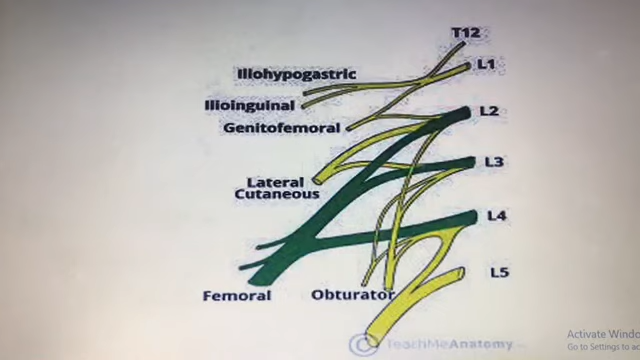 T12
L1
Iliohypogastric
Ilioinguinal
L2
Genitofemoral
L3
Lateral
Cutaneous
L4
L5
Femoral
Obturator
© TeachMeAnatomy
Activate Windo
Go to Settings to ac